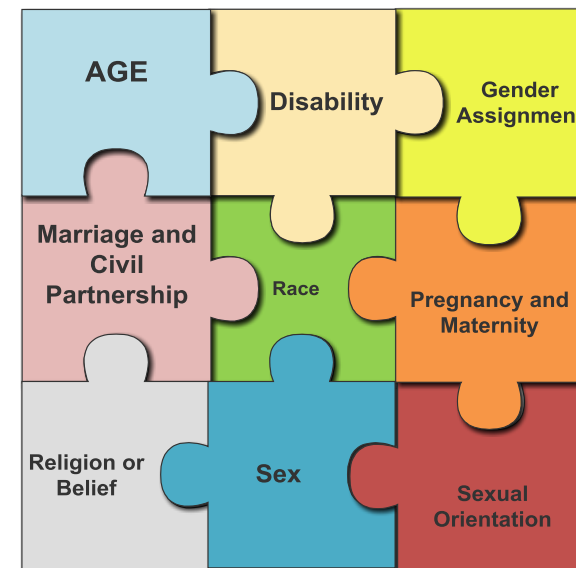 AGE
Disability
Gender
Assignmen
Marriage and
Civil
Partnership
Race
Pregnancy and
Maternity
Religion or
Belief
Sex
Sexual
Orientation